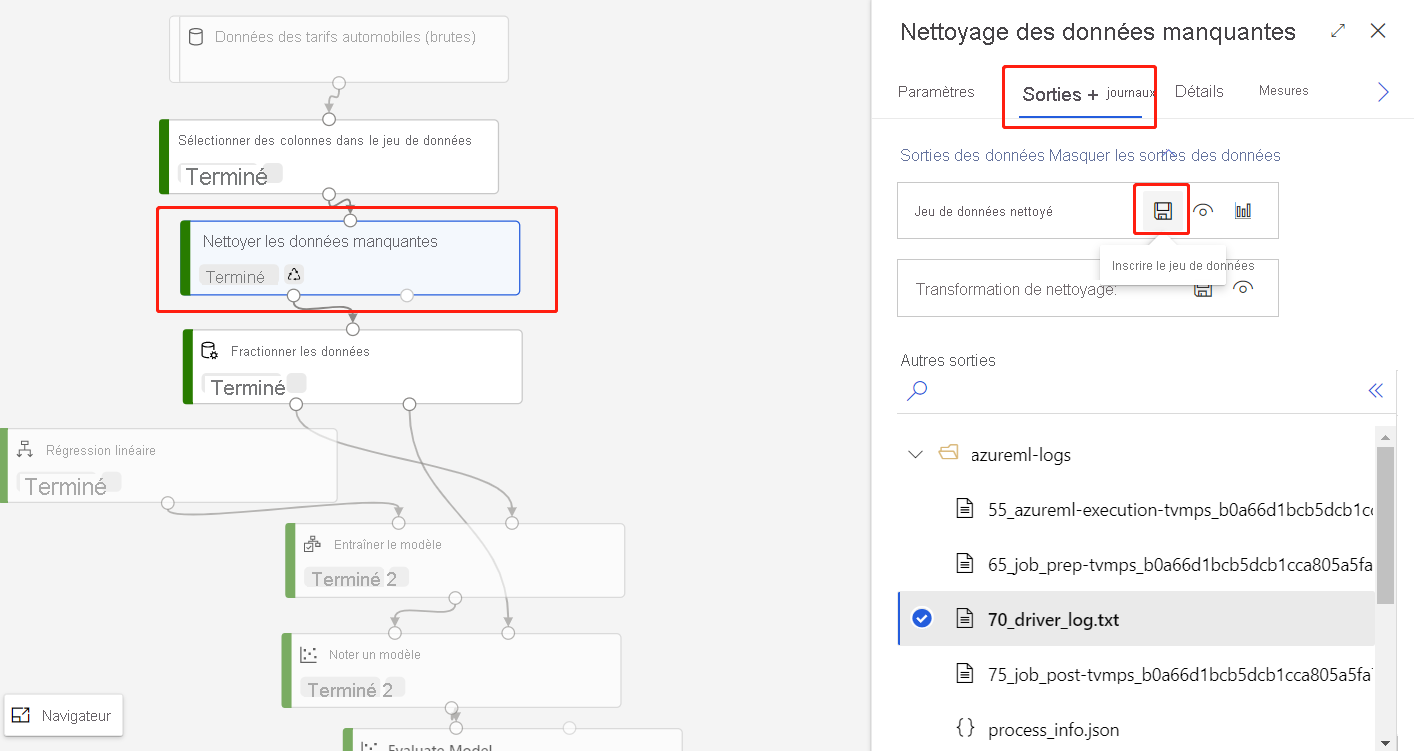 Données des tarifs automobiles (brutes)
Sélectionner des colonnes dans le jeu de données
Terminé
Nettoyer les données manquantes
Terminé
Fractionner les données
Terminé
Régression linéaire
Terminé
Entraîner le modèle
Terminé 2
Noter un modèle
Terminé 2
Evaluate Model
Navigateur
Nettoyage des données manquantes
Paramètres
Sorties + journaux
Détails
Mesures
Sorties des données Masquer les sorties des données
Jeu de données nettoyé
Inscrire le jeu de données
Transformation de nettoyage:
Autres sorties
azureml-logs
55_azureml-execution-tvmps_b0a66d1bcb5dcb1cc
65_job_prep-tvmps_b0a66d1bcb5dcb1cca805a5fa
70_driver_log.txt
75_job_post-tvmps_b0a66d1bcb5dcb1cca805a5fa
process_info.json